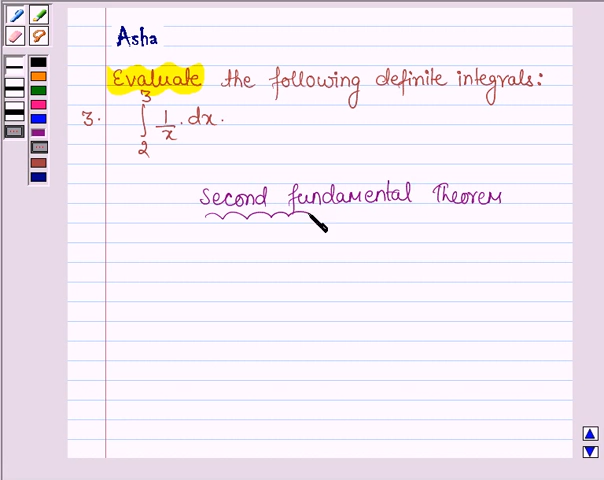 Asha
Evaluate the following definite integrals:
3. ∫₂³ 1/x . dx.
Second fundamental Theorem